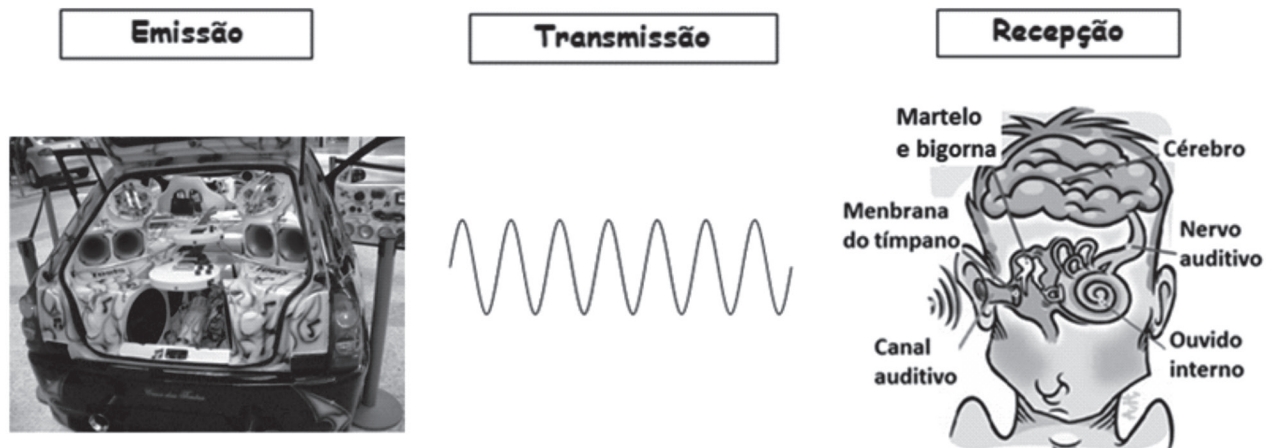 Emissão
Transmissão
Recepção
Martelo
e bigorna
Cérebro
Menbrana
do tímpano
Nervo
auditivo
Canal
auditivo
Ouvido
interno